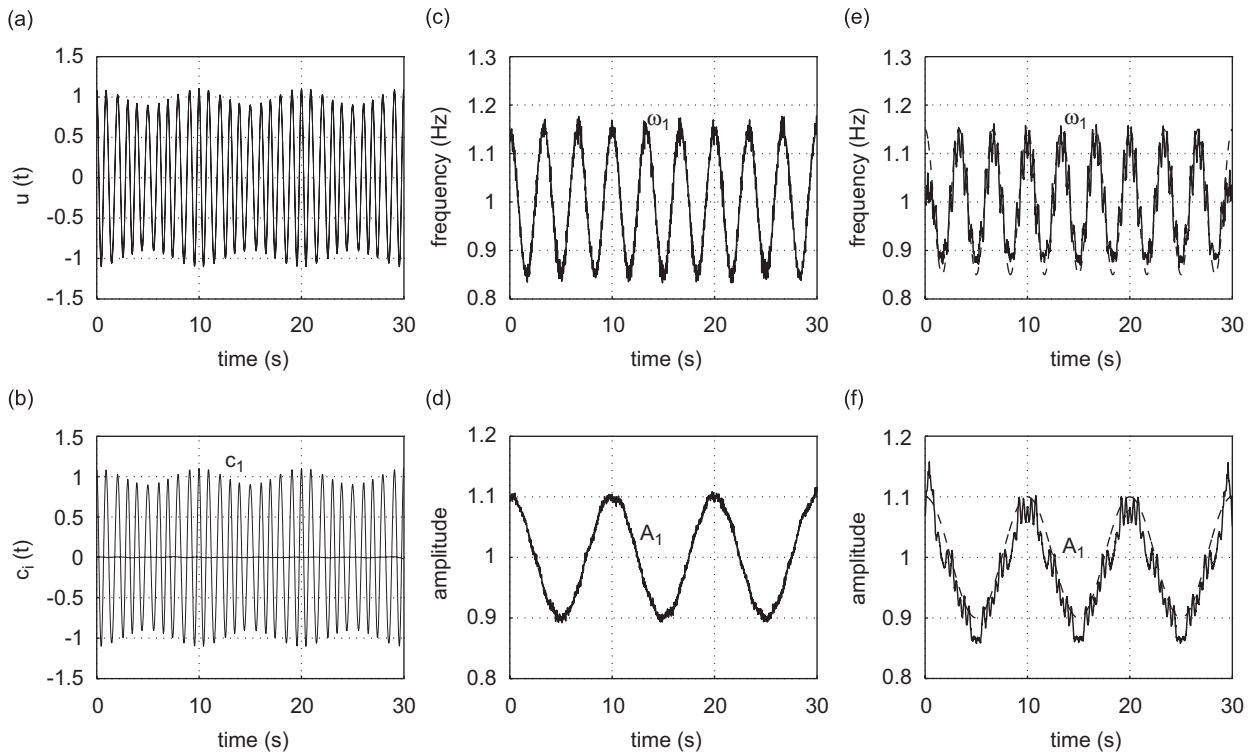 (a)
1.5
1
0.5
0
-0.5
-1
-1.5
u (t)
0 10 20 30
time (s)
(b)
1.5
1
0.5
0
-0.5
-1
-1.5
c₁
cᵢ (t)
0 10 20 30
time (s)
(c)
1.3
1.2
1.1
1
0.9
0.8
ω₁
frequency (Hz)
0 10 20 30
time (s)
(d)
1.2
1.1
1
0.9
0.8
A₁
amplitude
0 10 20 30
time (s)
(e)
1.3
1.2
1.1
1
0.9
0.8
ω₁
frequency (Hz)
0 10 20 30
time (s)
(f)
1.2
1.1
1
0.9
0.8
A₁
amplitude
0 10 20 30
time (s)